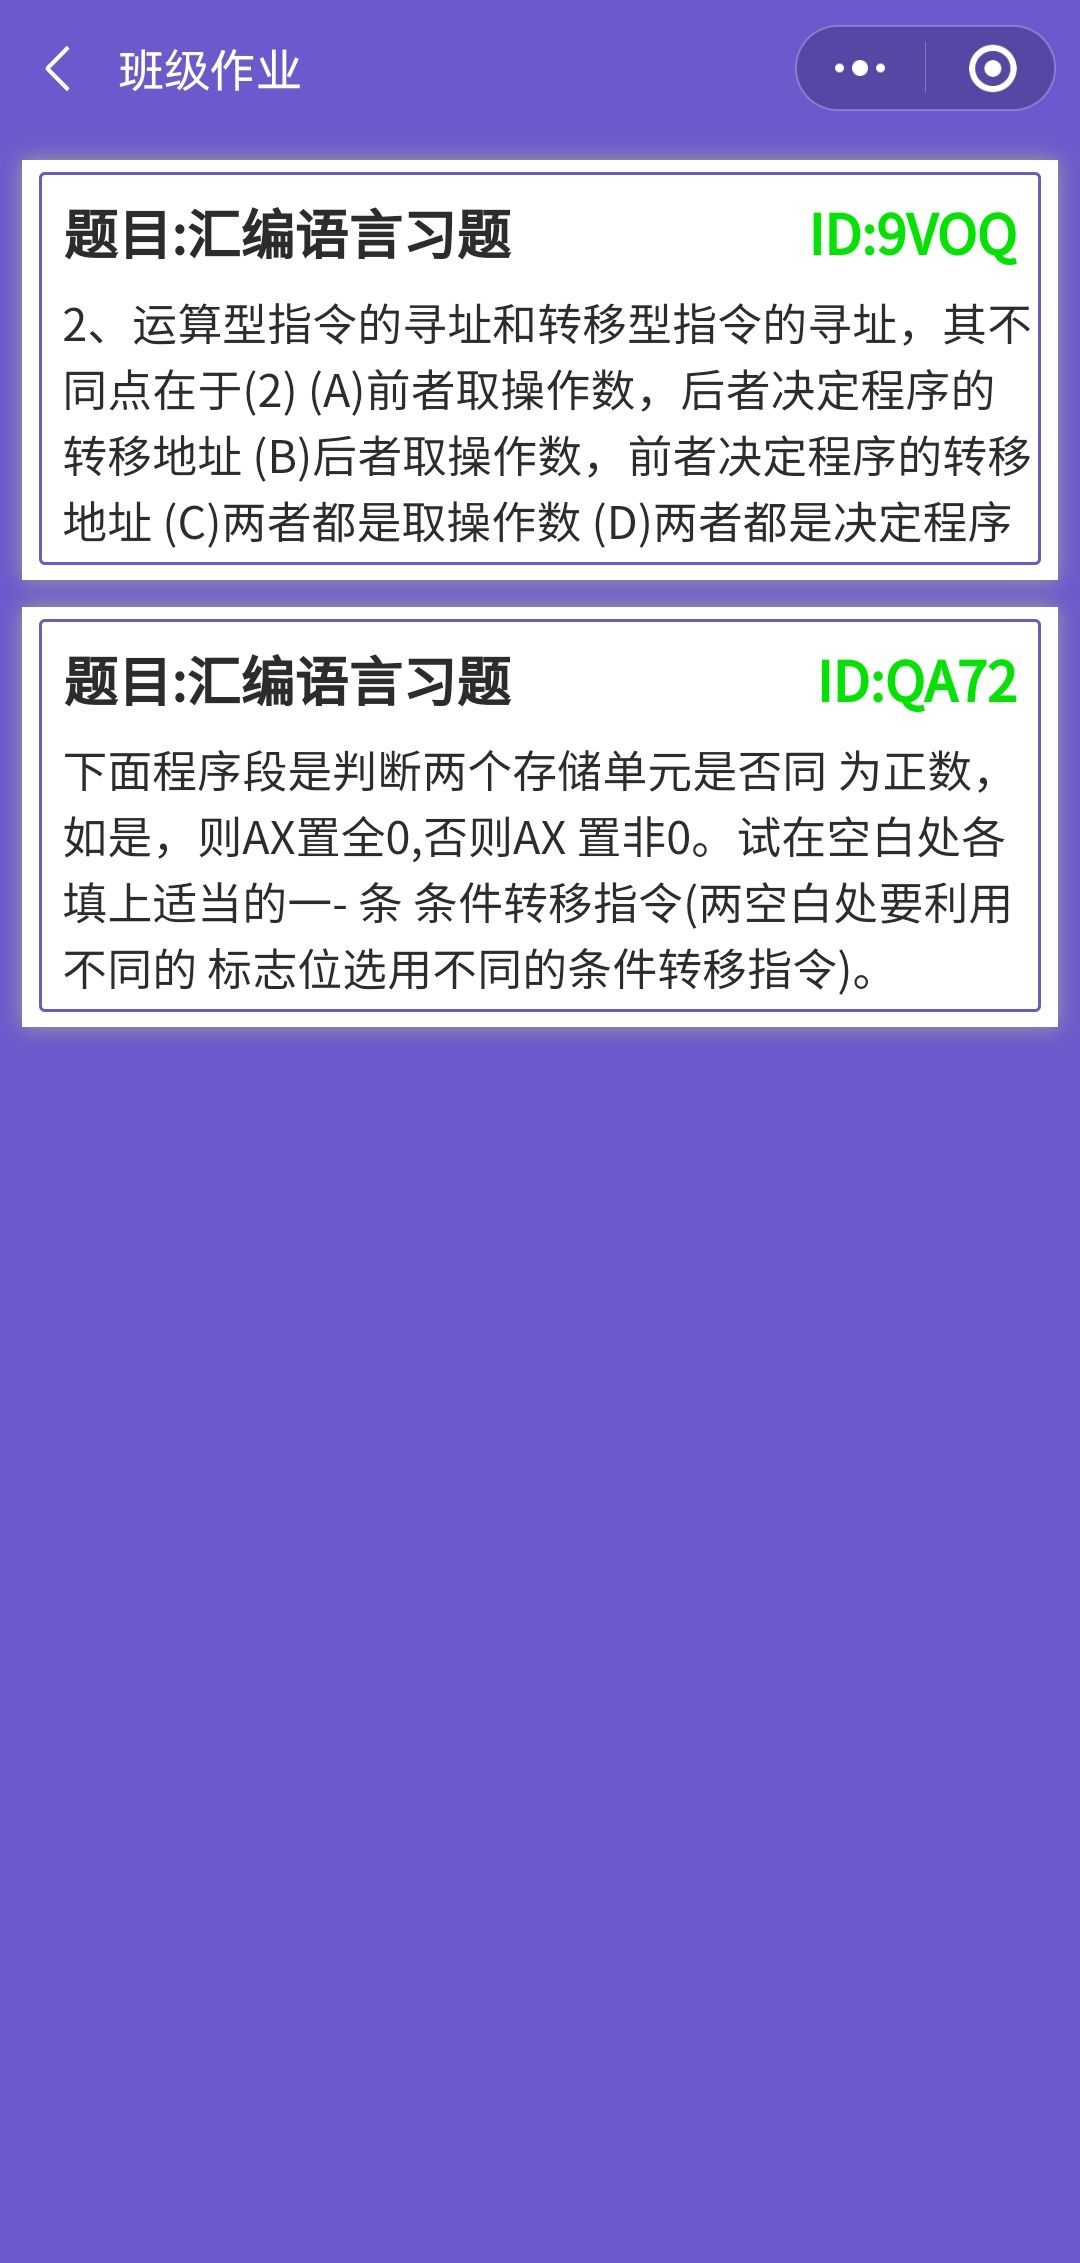 班级作业
题目:汇编语言习题 ID:9VOQ
2、运算型指令的寻址和转移型指令的寻址，其不
同点在于(2) (A)前者取操作数，后者决定程序的
转移地址 (B)后者取操作数，前者决定程序的转移
地址 (C)两者都是取操作数 (D)两者都是决定程序
题目:汇编语言习题 ID:QA72
下面程序段是判断两个存储单元是否同 为正数，
如是，则AX置全0,否则AX 置非0。试在空白处各
填上适当的一- 条 条件转移指令(两空白处要利用
不同的 标志位选用不同的条件转移指令)。